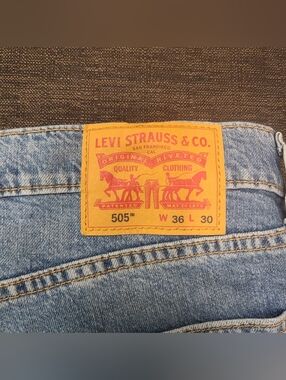 LEVI STRAUSS & CO.
SAN FRANCISCO
CAL
ORIGINAL RIVETED
QUALITY CLOTHING
505™ W 36 L 30